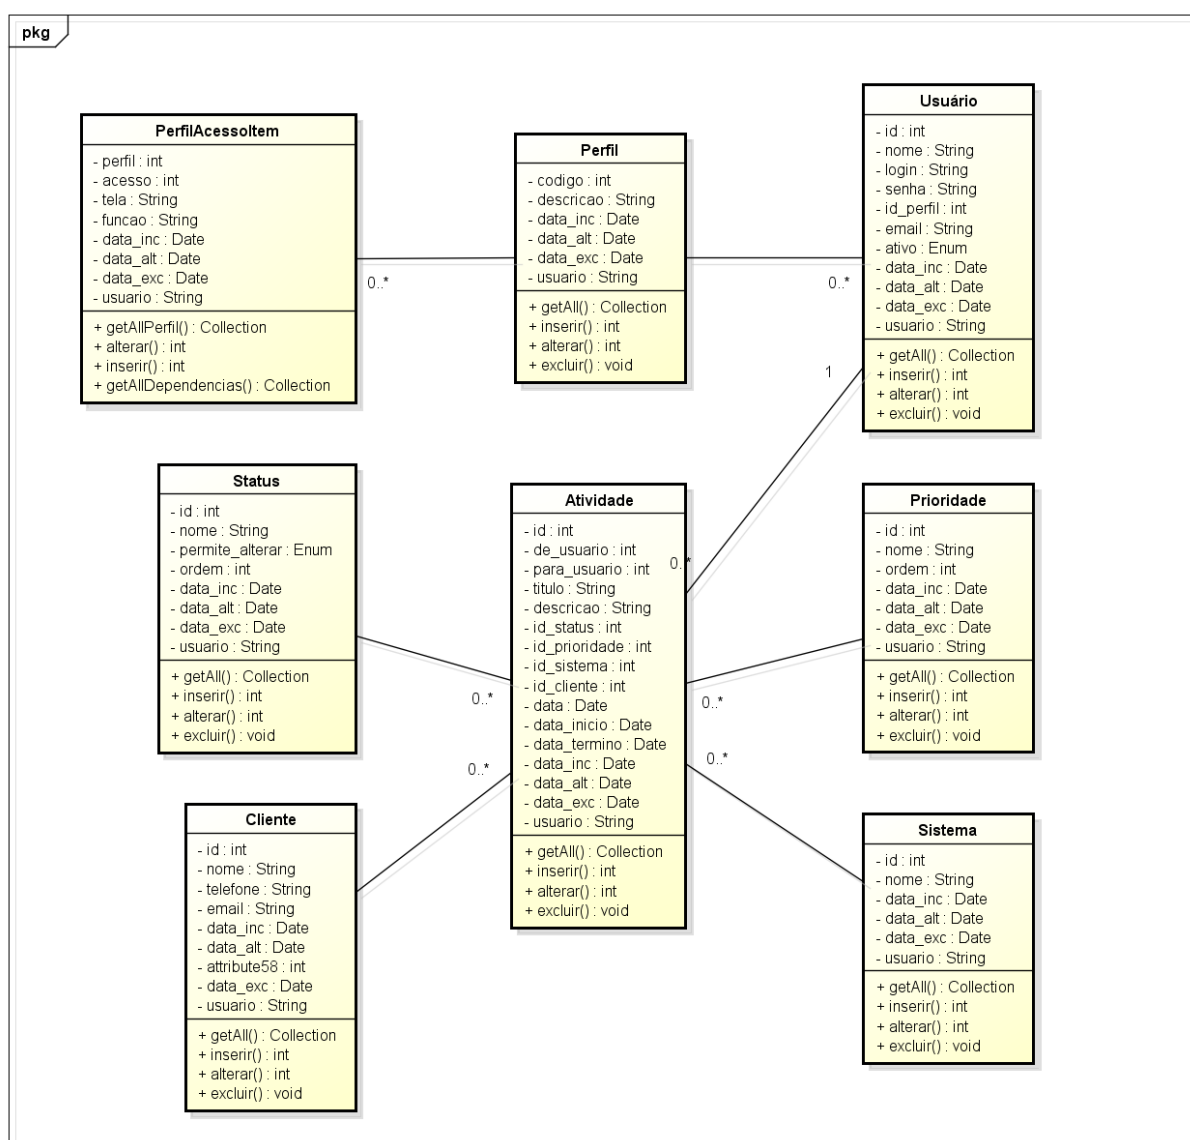 pkg
PerfilAcessoItem
- perfil : int
- acesso : int
- tela : String
- funcao : String
- data_inc : Date
- data_alt : Date
- data_exc : Date
- usuario : String
+ getAllPerfil() : Collection
+ alterar() : int
+ inserir() : int
+ getAllDependencias() : Collection
0..*
Perfil
- codigo : int
- descricao : String
- data_inc : Date
- data_alt : Date
- data_exc : Date
- usuario : String
+ getAll() : Collection
+ inserir() : int
+ alterar() : int
+ excluir() : void
0..*
Usuário
- id : int
- nome : String
- login : String
- senha : String
- id_perfil : int
- email : String
- ativo : Enum
- data_inc : Date
- data_alt : Date
- data_exc : Date
- usuario : String
+ getAll() : Collection
+ inserir() : int
+ alterar() : int
+ excluir() : void
1
0..*
Status
- id : int
- nome : String
- permite_alterar : Enum
- ordem : int
- data_inc : Date
- data_alt : Date
- data_exc : Date
- usuario : String
+ getAll() : Collection
+ inserir() : int
+ alterar() : int
+ excluir() : void
0..*
Atividade
- id : int
- de_usuario : int
- para_usuario : int
- titulo : String
- descricao : String
- id_status : int
- id_prioridade : int
- id_sistema : int
- id_cliente : int
- data : Date
- data_inicio : Date
- data_termino : Date
- data_inc : Date
- data_alt : Date
- data_exc : Date
- usuario : String
+ getAll() : Collection
+ inserir() : int
+ alterar() : int
+ excluir() : void
0..*
Prioridade
- id : int
- nome : String
- ordem : int
- data_inc : Date
- data_alt : Date
- data_exc : Date
- usuario : String
+ getAll() : Collection
+ inserir() : int
+ alterar() : int
+ excluir() : void
0..*
Cliente
- id : int
- nome : String
- telefone : String
- email : String
- data_inc : Date
- data_alt : Date
- attribute58 : int
- data_exc : Date
- usuario : String
+ getAll() : Collection
+ inserir() : int
+ alterar() : int
+ excluir() : void
0..*
Sistema
- id : int
- nome : String
- data_inc : Date
- data_alt : Date
- data_exc : Date
- usuario : String
+ getAll() : Collection
+ inserir() : int
+ alterar() : int
+ excluir() : void